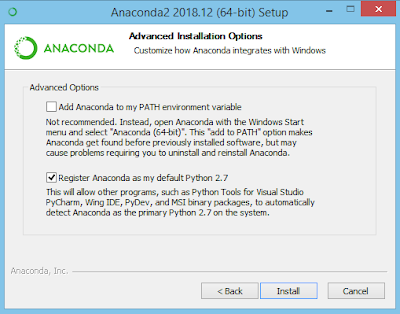 Anaconda2 2018.12 (64-bit) Setup
ANACONDA
Advanced Installation Options
Customize how Anaconda integrates with Windows
Advanced Options
Add Anaconda to my PATH environment variable
Not recommended. Instead, open Anaconda with the Windows Start
menu and select "Anaconda (64-bit)". This "add to PATH" option makes
Anaconda get found before previously installed software, but may
cause problems requiring you to uninstall and reinstall Anaconda.
Register Anaconda as my default Python 2.7
This will allow other programs, such as Python Tools for Visual Studio
PyCharm, Wing IDE, PyDev, and MSI binary packages, to automatically
detect Anaconda as the primary Python 2.7 on the system.
Anaconda, Inc.
< Back
Install
Cancel